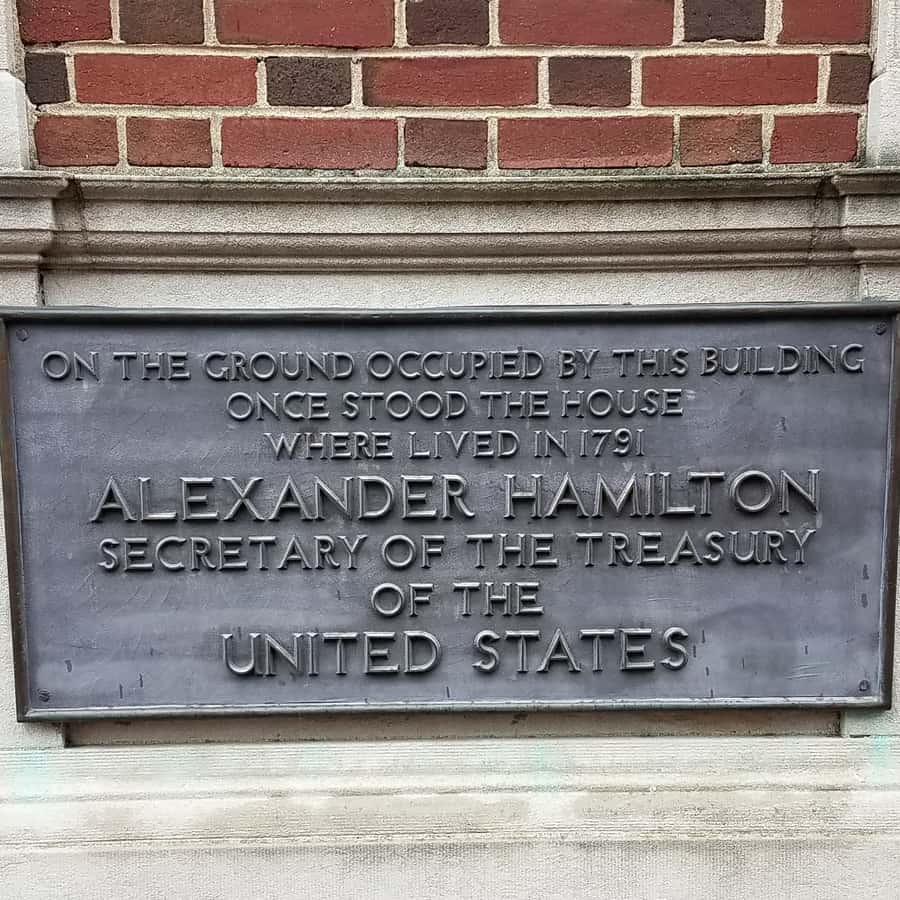 ON THE GROUND OCCUPIED BY THIS BUILDING
ONCE STOOD THE HOUSE
WHERE LIVED IN 1791
ALEXANDER HAMILTON
SECRETARY OF THE TREASURY
OF THE
UNITED STATES